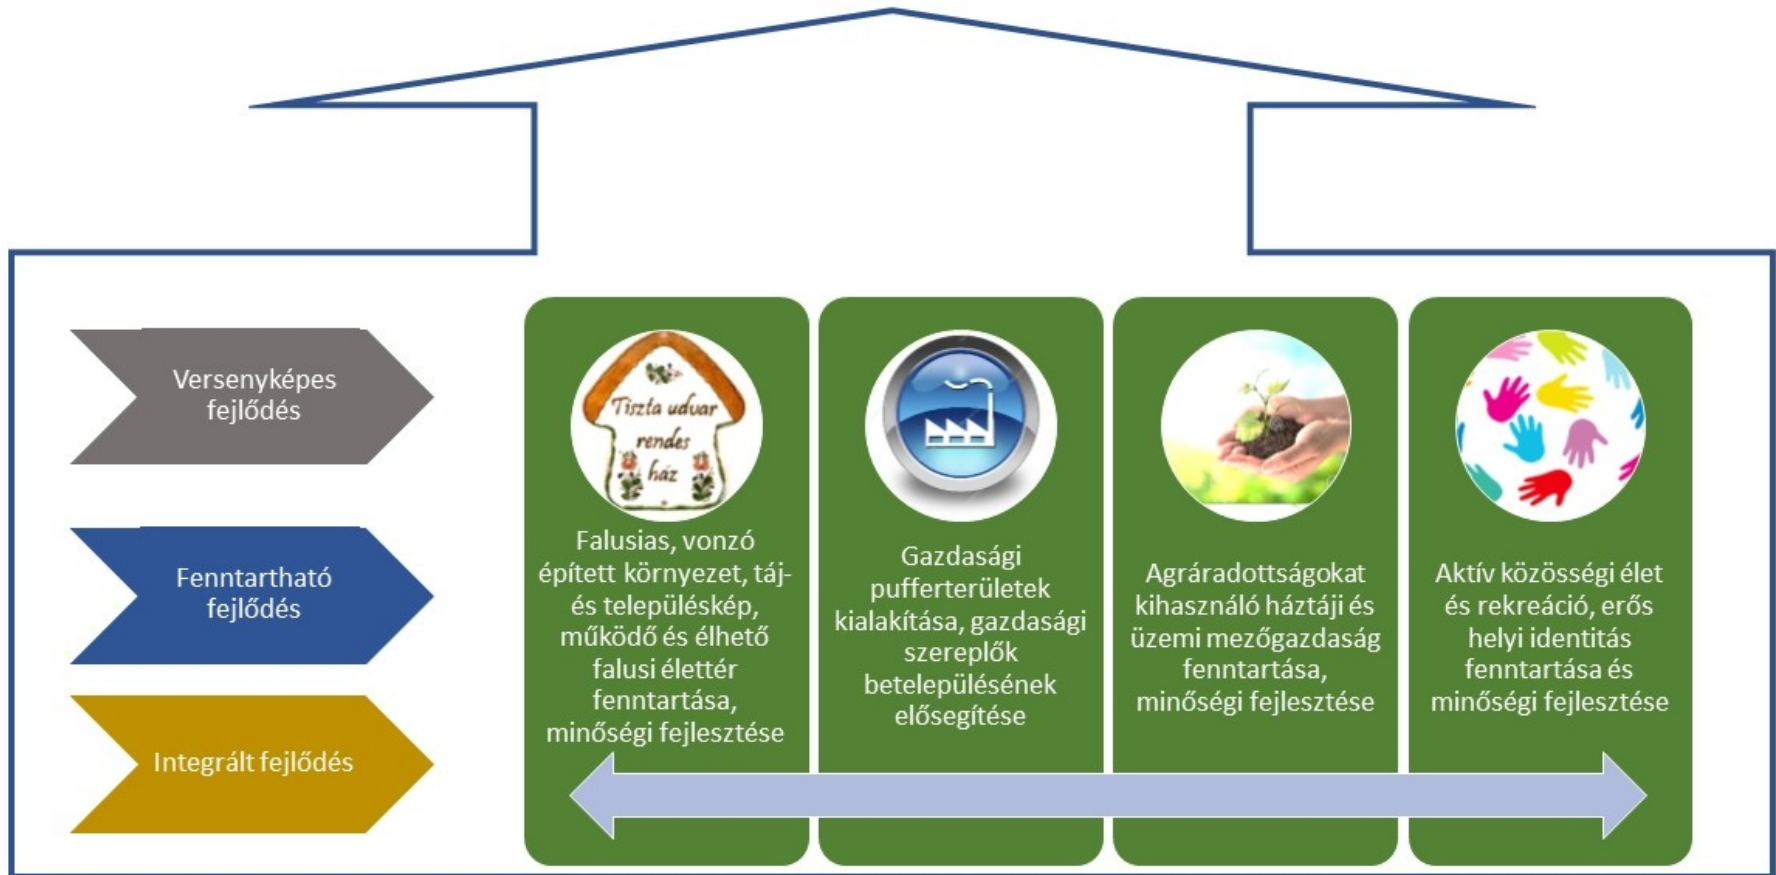 Versenyképes
fejlődés
Fenntartható
fejlődés
Integrált fejlődés
Tiszta udvar
rendes
ház
Falusias, vonzó
épített környezet, táj-
és településkép,
működő és élhető
falusi élettér
fenntartása,
minőségi fejlesztése
Gazdasági
pufferterületek
kialakítása, gazdasági
szereplők
betelepülésének
elősegítése
Agráradottságokat
kihasználó háztáji és
üzemi mezőgazdaság
fenntartása,
minőségi fejlesztése
Aktív közösségi élet
és rekreáció, erős
helyi identitás
fenntartása és
minőségi fejlesztése